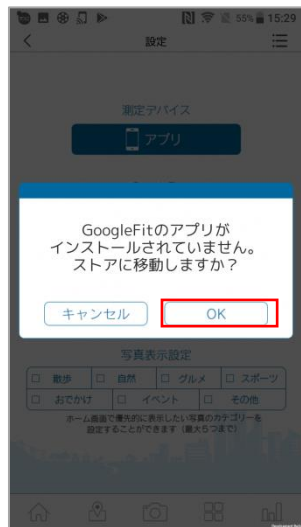 55% 15:29
設定
測定デバイス
アプリ
GoogleFitのアプリが
インストールされていません。
ストアに移動しますか？
キャンセル OK
写真表示設定
散歩 自然 グルメ スポーツ
おでかけ イベント その他
ホーム画面で優先的に表示したい写真のカテゴリーを
設定することができます（最大5つまで）